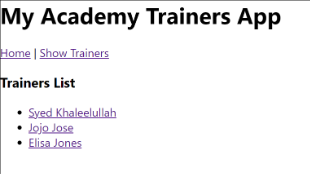 My Academy Trainers App
Home | Show Trainers
Trainers List
Syed Khaleelullah
Jojo Jose
Elisa Jones